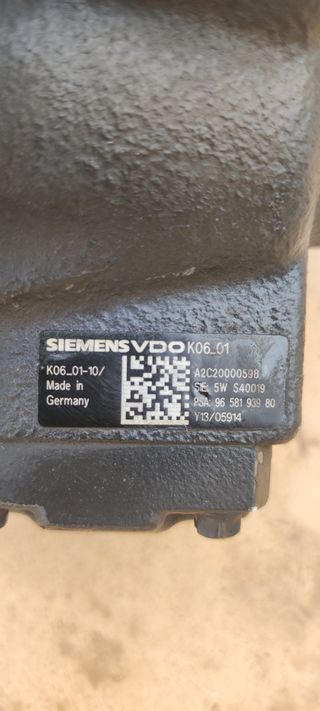 SIEMENS VDO K06_01
K06_01-10/
Made in
Germany
A2C20000598
SIE: 5W S40019
PSA: 96 581 939 80
Y13/05914